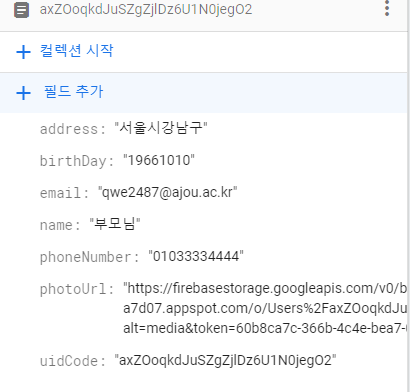 axZOoqkdJuSZgZjlDz6U1N0jegO2
컬렉션 시작
필드 추가
address: "서울시강남구"
birthDay: "19661010"
email: "qwe2487@ajou.ac.kr"
name: "부모님"
phoneNumber: "01033334444"
photoUrl: "https://firebasestorage.googleapis.com/v0/b
a7d07.appspot.com/o/Users%2FaxZOoqkdJu
alt=media&token=60b8ca7c-366b-4c4e-bea7-
uidCode: "axZOoqkdJuSZgZjlDz6U1N0jegO2"